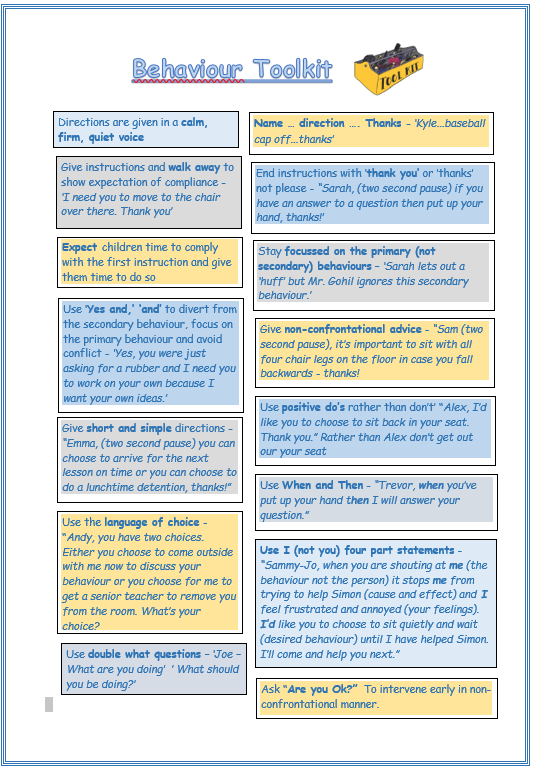 Behaviour Toolkit
TOOL KIT
Directions are given in a calm,
firm, quiet voice
Give instructions and walk away to
show expectation of compliance -
'I need you to move to the chair
over there. Thank you'
Expect children time to comply
with the first instruction and give
them time to do so
Use 'Yes and,' 'and' to divert from
the secondary behaviour, focus on
the primary behaviour and avoid
conflict - 'Yes, you were just
asking for a rubber and I need you
to work on your own because I
want your own ideas.'
Give short and simple directions -
"Emma, (two second pause) you can
choose to arrive for the next
lesson on time or you can choose to
do a lunchtime detention, thanks!"
Use the language of choice -
"Andy, you have two choices.
Either you choose to come outside
with me now to discuss your
behaviour or you choose for me to
get a senior teacher to remove you
from the room. What's your
choice?
Use double what questions – 'Joe –
What are you doing' ' What should
you be doing?'
Name … direction …. Thanks - 'Kyle…baseball
cap off…thanks'
End instructions with 'thank you' or 'thanks'
not please - "Sarah, (two second pause) if you
have an answer to a question then put up your
hand, thanks!'
Stay focussed on the primary (not
secondary) behaviours – 'Sarah lets out a
'huff' but Mr. Gohil ignores this secondary
behaviour.'
Give non-confrontational advice - "Sam (two
second pause), it's important to sit with all
four chair legs on the floor in case you fall
backwards - thanks!
Use positive do's rather than don't' "Alex, I'd
like you to choose to sit back in your seat.
Thank you." Rather than Alex don't get out
our your seat
Use When and Then - "Trevor, when you've
put up your hand then I will answer your
question."
Use I (not you) four part statements -
"Sammy-Jo, when you are shouting at me (the
behaviour not the person) it stops me from
trying to help Simon (cause and effect) and I
feel frustrated and annoyed (your feelings).
I'd like you to choose to sit quietly and wait
(desired behaviour) until I have helped Simon.
I'll come and help you next."
Ask "Are you Ok?" To intervene early in non-
confrontational manner.